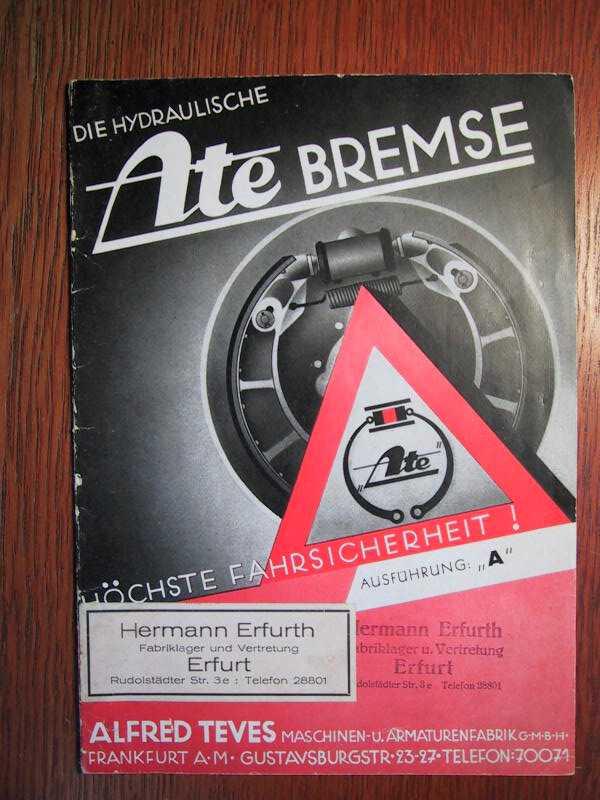 DIE HYDRAULISCHE
Ate BREMSE
"Ate"
HÖCHSTE FAHRSICHERHEIT!
AUSFÜHRUNG: „A"
Hermann Erfurth
Fabriklager und Vertretung
Erfurt
Rudolstädter Str. 3e : Telefon 28801
Hermann Erfurth
Fabriklager u. Vertretung
Erfurt
Rudolstädter Str. 3e . Telefon 28801
ALFRED TEVES MASCHINEN-U. ARMATURENFABRIK G·M·B·H·
FRANKFURT A·M· GUSTAVSBURGSTR·23-27·TELEFON:70071